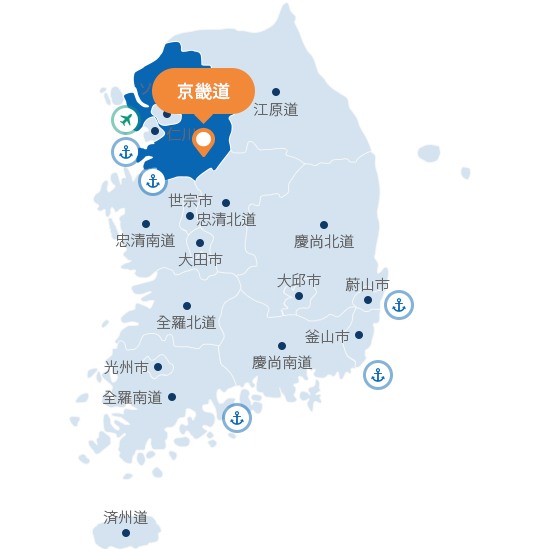 京畿道
江原道
仁川
世宗市
忠清北道
忠清南道
慶尚北道
大田市
大邱市
蔚山市
全羅北道
釜山市
慶尚南道
光州市
全羅南道
済州道